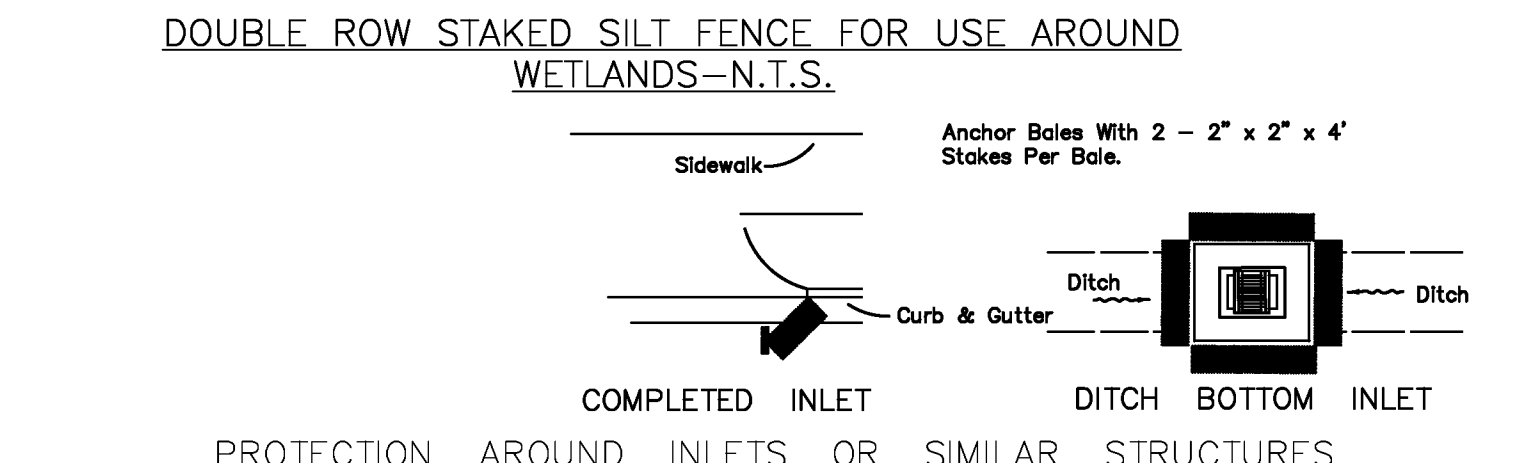 DOUBLE ROW STAKED SILT FENCE FOR USE AROUND
WETLANDS-N.T.S.
Anchor Bales With 2 - 2" x 2" x 4'
Stakes Per Bale.
Sidewalk
Ditch
Ditch
Curb & Gutter
COMPLETED INLET
DITCH BOTTOM INLET
PROTECTION AROUND INLETS OR SIMILAR STRUCTURES